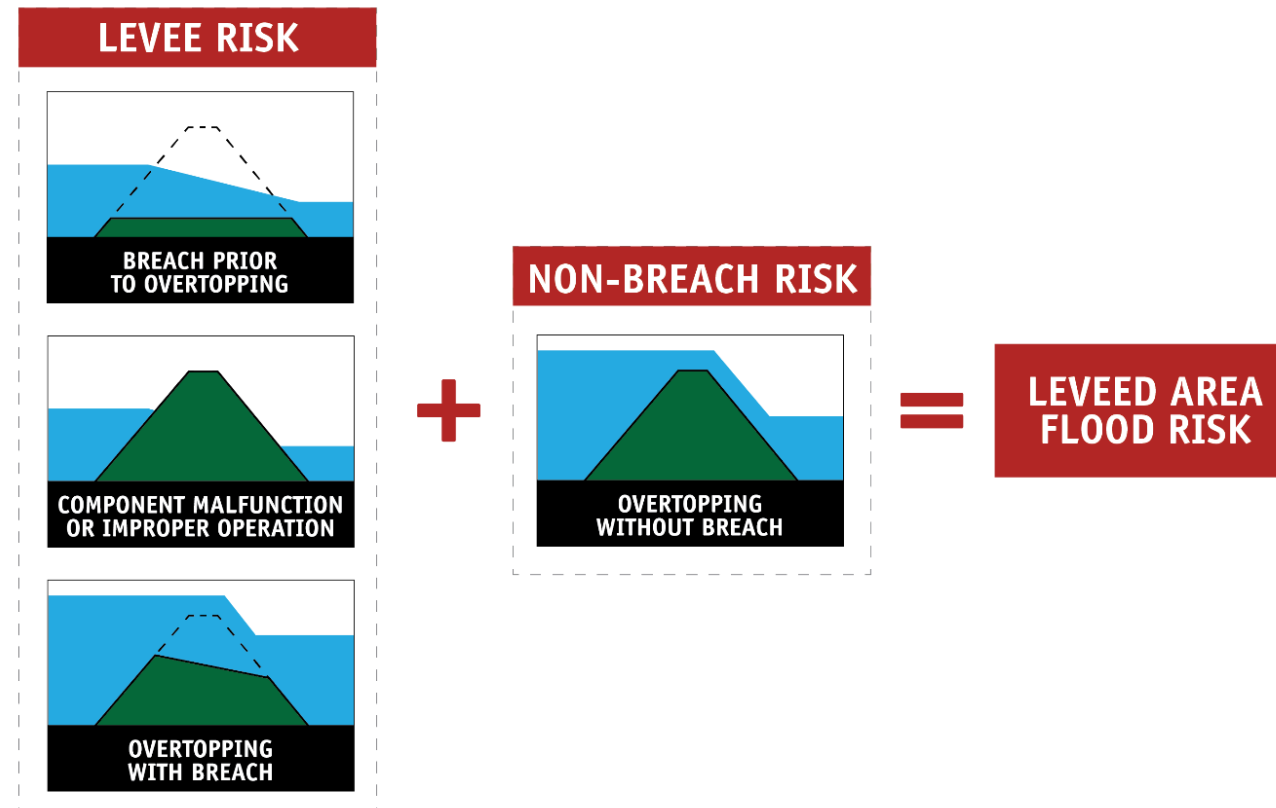 LEVEE RISK
BREACH PRIOR
TO OVERTOPPING
COMPONENT MALFUNCTION
OR IMPROPER OPERATION
OVERTOPPING
WITH BREACH
+
NON-BREACH RISK
OVERTOPPING
WITHOUT BREACH
=
LEVEED AREA
FLOOD RISK